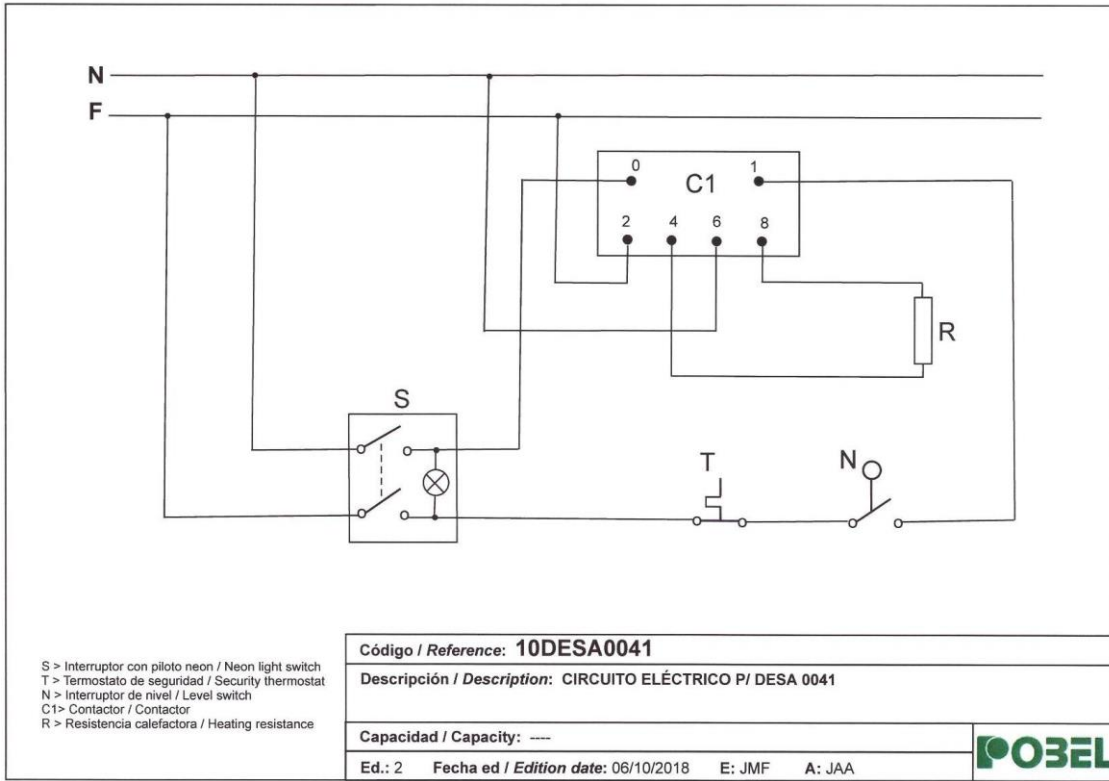 N
F
0
C1
1
2 4 6 8
R
S
T
N
S > Interruptor con piloto neon / Neon light switch
T > Termostato de seguridad / Security thermostat
N > Interruptor de nivel / Level switch
C1> Contactor / Contactor
R > Resistencia calefactora / Heating resistance
Código / Reference: 10DESA0041
Descripción / Description: CIRCUITO ELÉCTRICO P/ DESA 0041
Capacidad / Capacity: ----
Ed.: 2 Fecha ed / Edition date: 06/10/2018 E: JMF A: JAA
POBEL